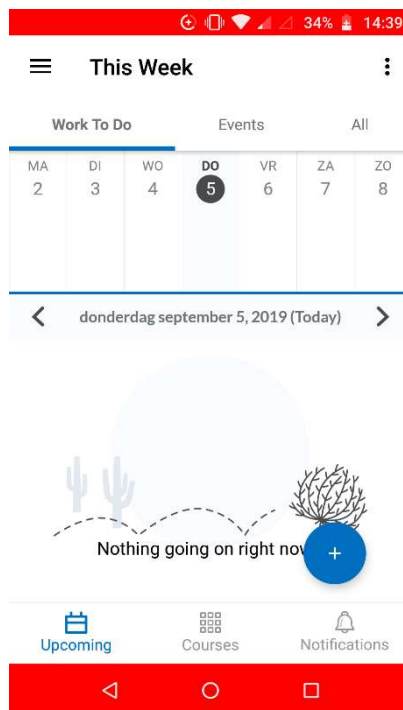 34% 14:39
This Week
Work To Do Events All
MA DI WO DO VR ZA ZO
2 3 4 5 6 7 8
donderdag september 5, 2019 (Today)
Nothing going on right now
Upcoming Courses Notifications